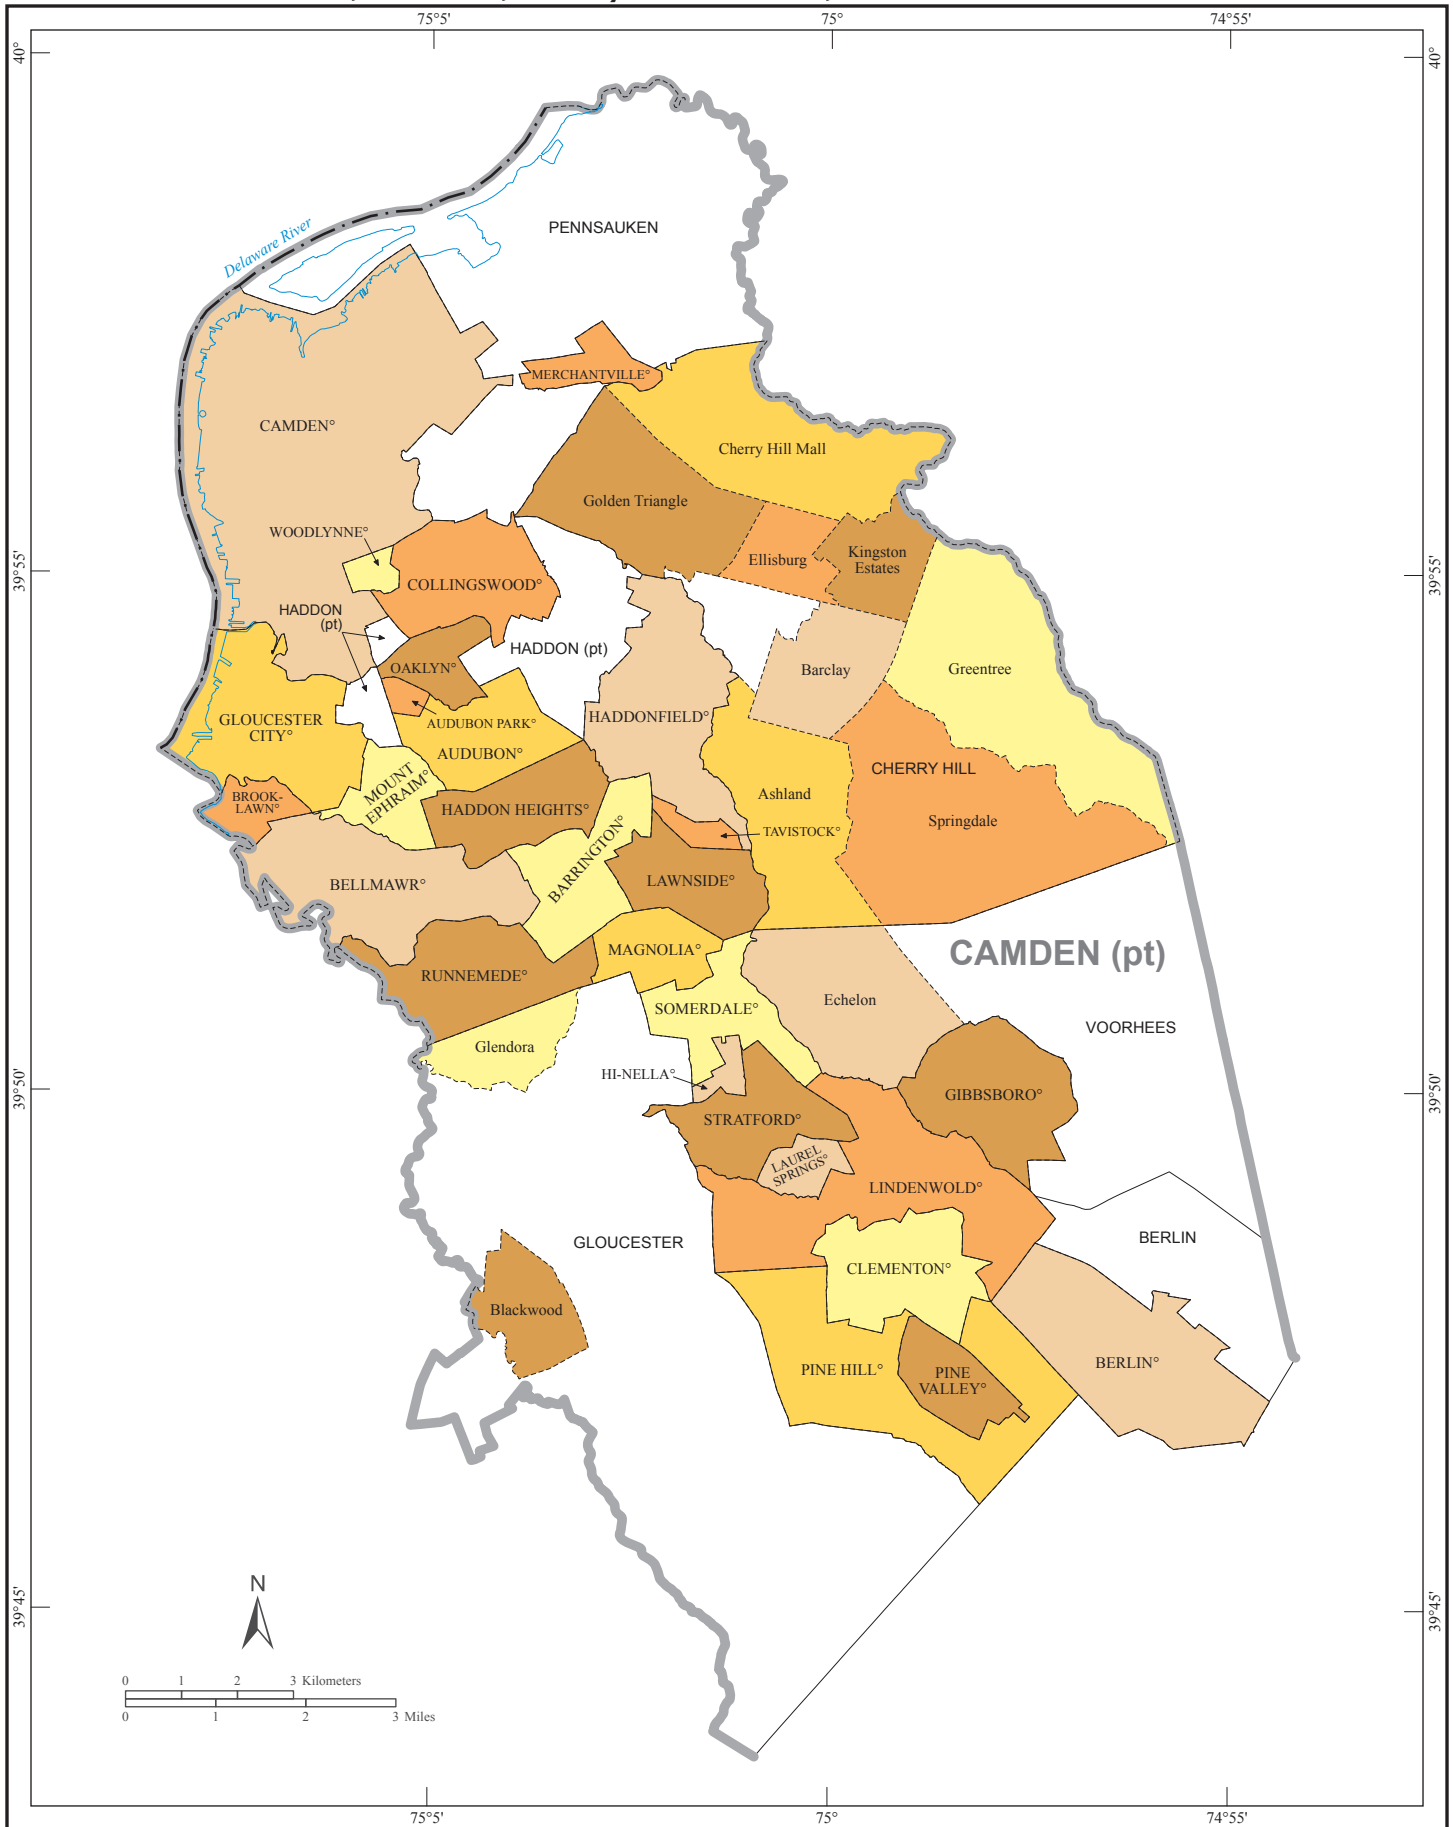 75°5'
75°
74°55'
40°
40°
Delaware River
PENNSAUKEN
MERCHANTVILLE°
CAMDEN°
Cherry Hill Mall
Golden Triangle
WOODLYNNE°
Ellisburg
Kingston
Estates
39°55'
39°55'
COLLINGSWOOD°
HADDON
(pt)
HADDON (pt)
OAKLYN°
Barclay
Greentree
GLOUCESTER
CITY°
AUDUBON PARK°
HADDONFIELD°
AUDUBON°
CHERRY HILL
MOUNT
EPHRAIM°
BROOK-
LAWN°
HADDON HEIGHTS°
Ashland
Springdale
TAVISTOCK°
BARRINGTON°
BELLMAWR°
LAWNSIDE°
MAGNOLIA°
CAMDEN (pt)
RUNNEMEDE°
Echelon
SOMERDALE°
VOORHEES
Glendora
HI-NELLA°
39°50'
39°50'
GIBBSBORO°
STRATFORD°
LAUREL
SPRINGS°
LINDENWOLD°
GLOUCESTER
BERLIN
CLEMENTON°
Blackwood
PINE HILL°
PINE
VALLEY°
BERLIN°
N
39°45'
39°45'
0 1 2 3 Kilometers
0 1 2 3 Miles
75°5'
75°
74°55'